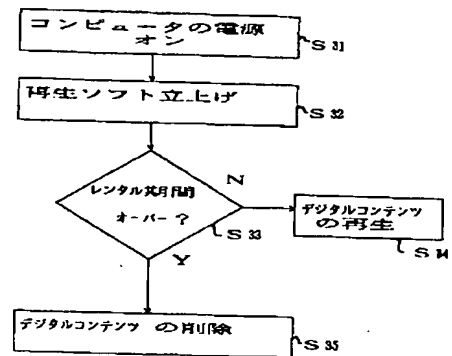 コンピュータの電源
オン
S31
再生ソフト立上げ
S32
レンタル期間
オーバー?
N
S33
デジタルコンテンツ
の再生
S34
Y
デジタルコンテンツ の削除
S35